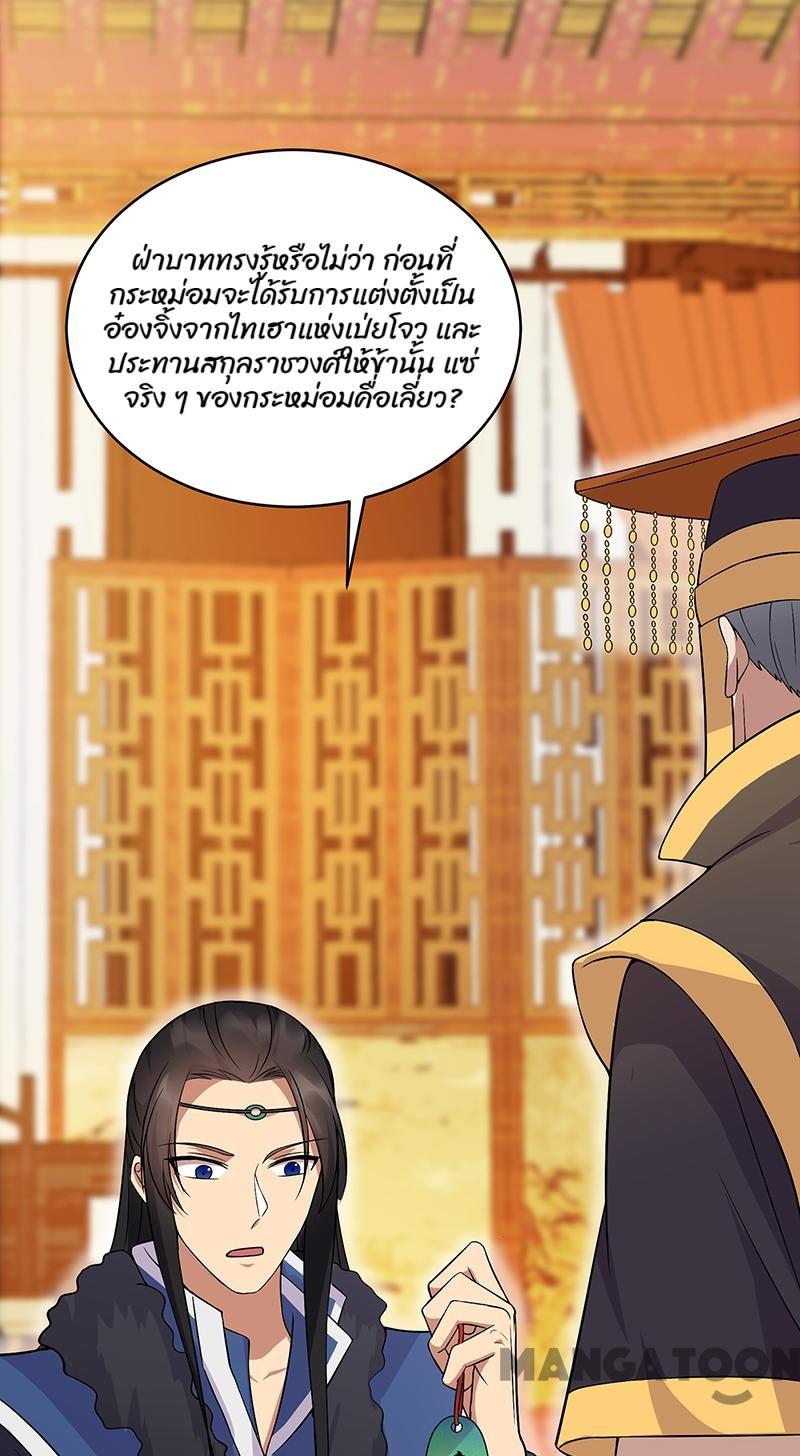 ฝ่าบาททรงรู้หรือไม่ว่า ก่อนที่
กระหม่อมจะได้รับการแต่งตั้งเป็น
อ๋องจิ้งจากไทเฮาแห่งเป่ยโจว และ
ประทานสกุลราชวงศ์ให้ข้านั้น แซ่
จริง ๆ ของกระหม่อมคือเลี่ยว?
MANGATOON